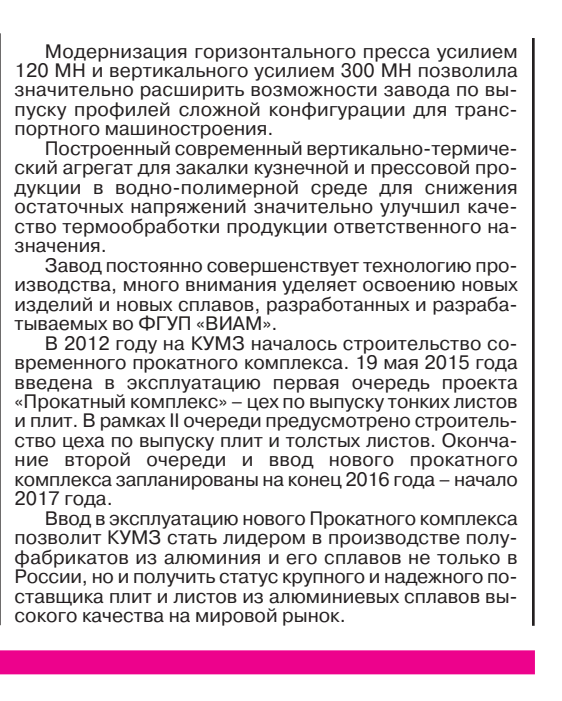 Модернизация горизонтального пресса усилием
120 МН и вертикального усилием 300 МН позволила
значительно расширить возможности завода по вы-
пуску профилей сложной конфигурации для транс-
портного машиностроения.
Построенный современный вертикально-термиче-
ский агрегат для закалки кузнечной и прессовой про-
дукции в водно-полимерной среде для снижения
остаточных напряжений значительно улучшил каче-
ство термообработки продукции ответственного на-
значения.
Завод постоянно совершенствует технологию про-
изводства, много внимания уделяет освоению новых
изделий и новых сплавов, разработанных и разраба-
тываемых во ФГУП «ВИАМ».
В 2012 году на КУМЗ началось строительство со-
временного прокатного комплекса. 19 мая 2015 года
введена в эксплуатацию первая очередь проекта
«Прокатный комплекс» – цех по выпуску тонких листов
и плит. В рамках II очереди предусмотрено строитель-
ство цеха по выпуску плит и толстых листов. Оконча-
ние второй очереди и ввод нового прокатного
комплекса запланированы на конец 2016 года – начало
2017 года.
Ввод в эксплуатацию нового Прокатного комплекса
позволит КУМЗ стать лидером в производстве полу-
фабрикатов из алюминия и его сплавов не только в
России, но и получить статус крупного и надежного по-
ставщика плит и листов из алюминиевых сплавов вы-
сокого качества на мировой рынок.